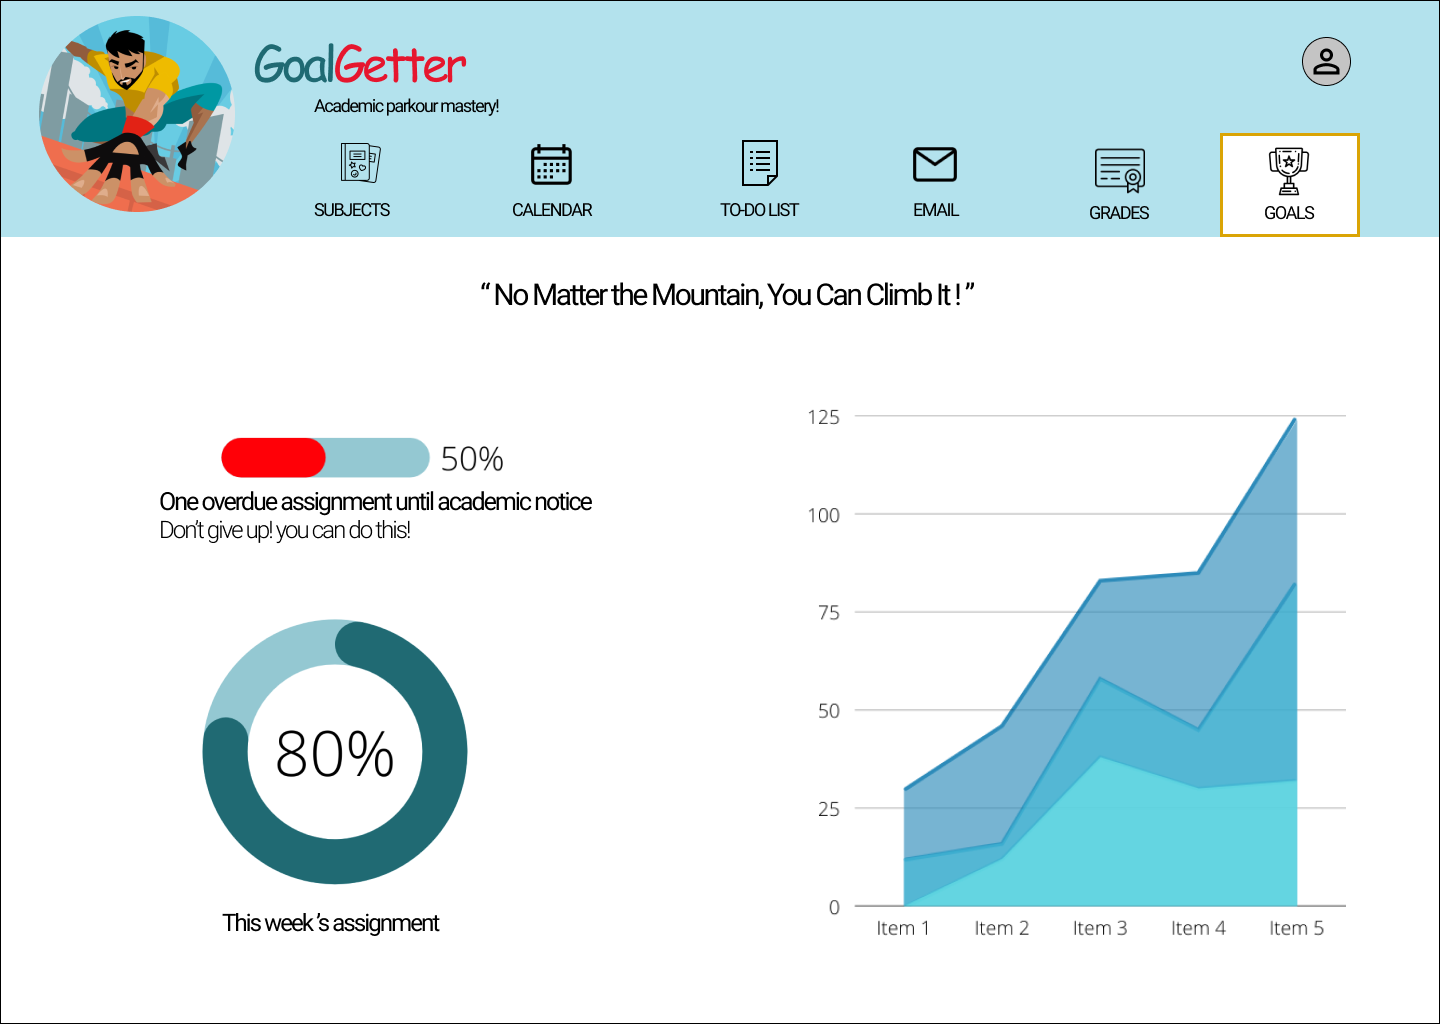 GoalGetter
Academic parkour mastery!
SUBJECTS
CALENDAR
TO-DO LIST
EMAIL
GRADES
GOALS
“ No Matter the Mountain, You Can Climb It ! ”
50%
One overdue assignment until academic notice
Don't give up! you can do this!
80%
This week 's assignment
125
100
75
50
25
0
Item 1
Item 2
Item 3
Item 4
Item 5